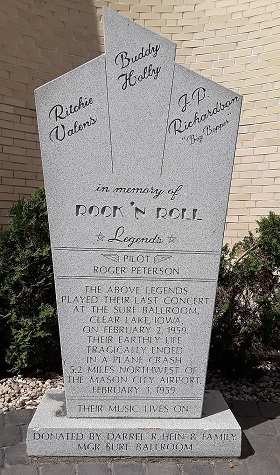 Buddy
Holly
Ritchie
Valens
J.P.
Richardson
"Big Bopper"
in memory of
ROCK 'N ROLL
Legends
PILOT
ROGER PETERSON
THE ABOVE LEGENDS
PLAYED THEIR LAST CONCERT
AT THE SURF BALLROOM,
CLEAR LAKE, IOWA,
ON FEBRUARY 2, 1959.
THEIR EARTHLY LIFE
TRAGICALLY ENDED
IN A PLANE CRASH
5.2 MILES NORTHWEST OF
THE MASON CITY AIRPORT,
FEBRUARY 3, 1959.
THEIR MUSIC LIVES ON
DONATED BY DARREL R. HEIN & FAMILY
MGR SURF BALLROOM